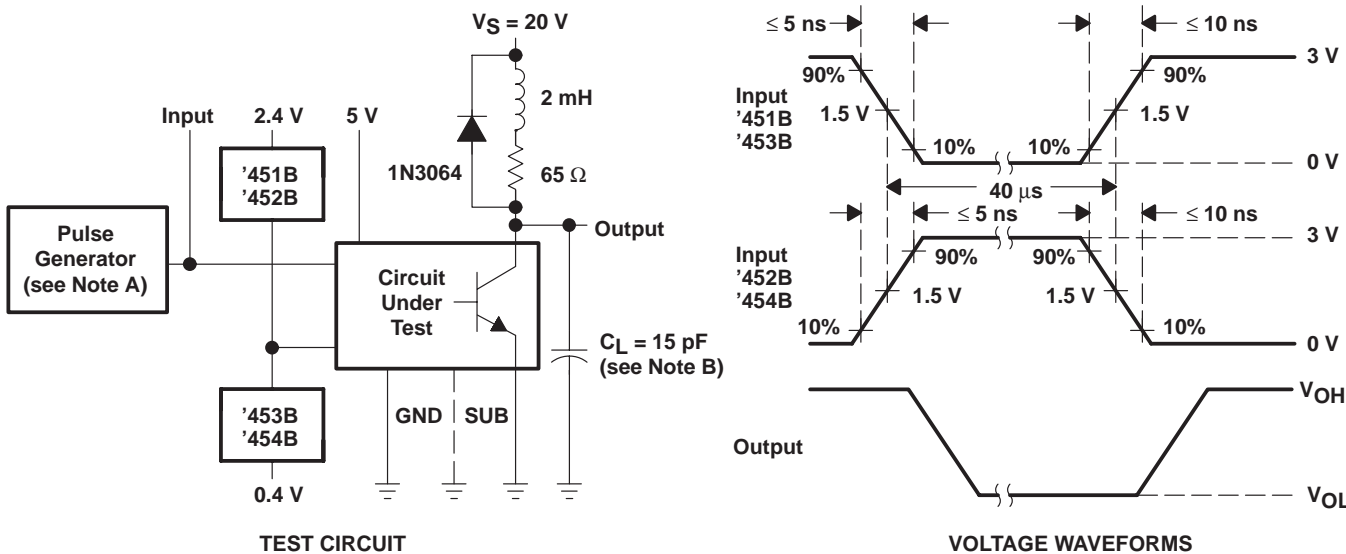 VS = 20 V
2 mH
65 Ω
1N3064
Input
2.4 V
5 V
'451B
'452B
Pulse
Generator
(see Note A)
Circuit
Under
Test
Output
CL = 15 pF
(see Note B)
GND
SUB
'453B
'454B
0.4 V
TEST CIRCUIT
≤ 5 ns
≤ 10 ns
3 V
90%
90%
Input
'451B
'453B
1.5 V
1.5 V
10%
10%
0 V
40 μs
≤ 5 ns
≤ 10 ns
3 V
Input
'452B
'454B
90%
90%
1.5 V
1.5 V
10%
10%
0 V
VOH
Output
VOL
VOLTAGE WAVEFORMS